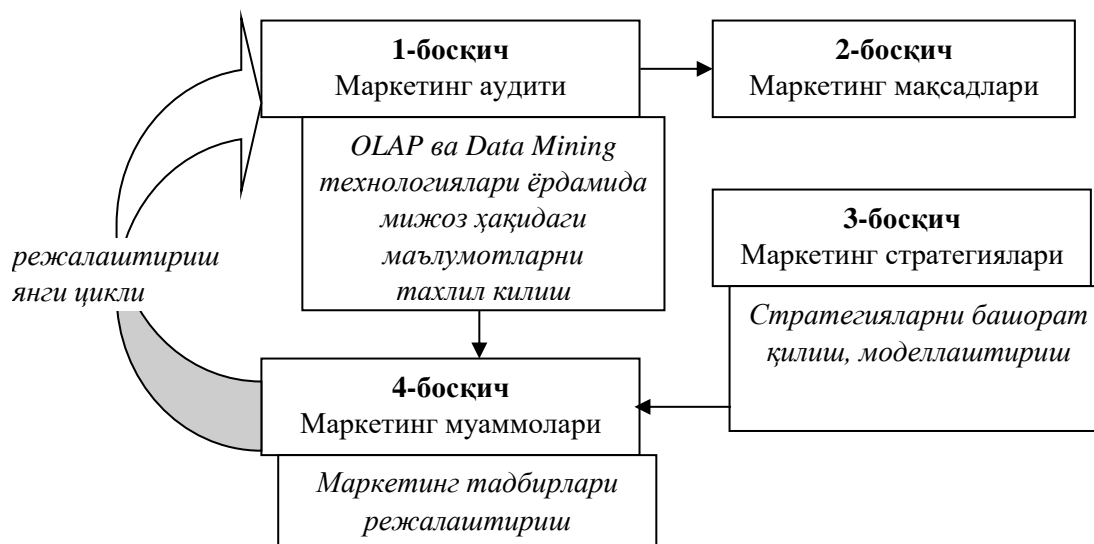 1-босқич
Маркетинг аудити
2-босқич
Маркетинг мақсадлари
OLAP ва Data Mining
технологиялари ёрдамида
мижоз ҳақидаги
маълумотларни
тахлил килиш
3-босқич
Маркетинг стратегиялари
Стратегияларни башорат
қилиш, моделлаштириш
режалаштириш
янги цикли
4-босқич
Маркетинг муаммолари
Маркетинг тадбирлари
режалаштириш